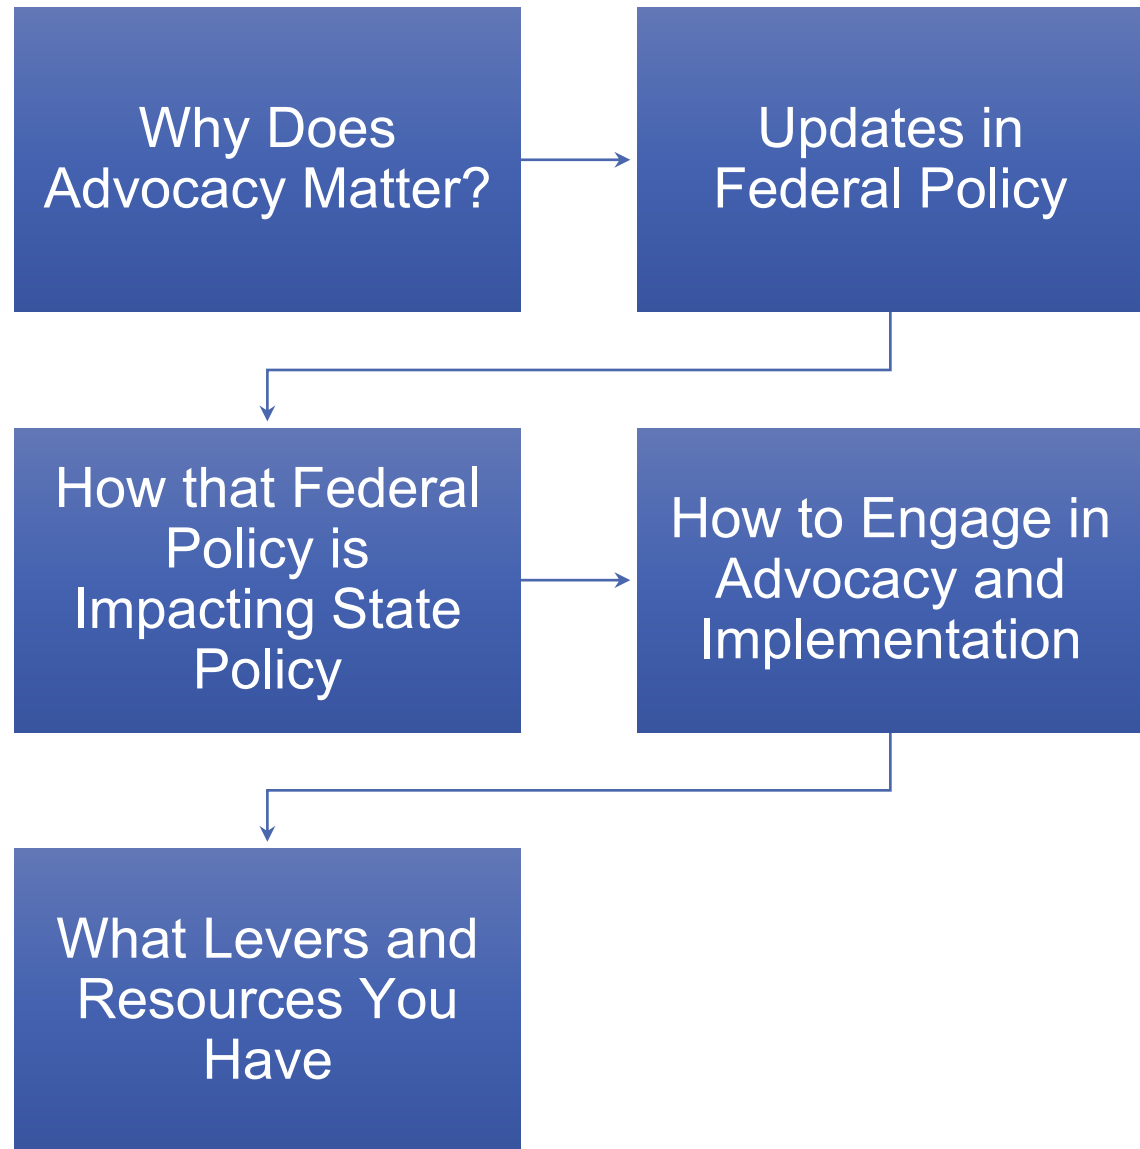 Why Does
Advocacy Matter?
Updates in
Federal Policy
How that Federal
Policy is
Impacting State
Policy
How to Engage in
Advocacy and
Implementation
What Levers and
Resources You
Have